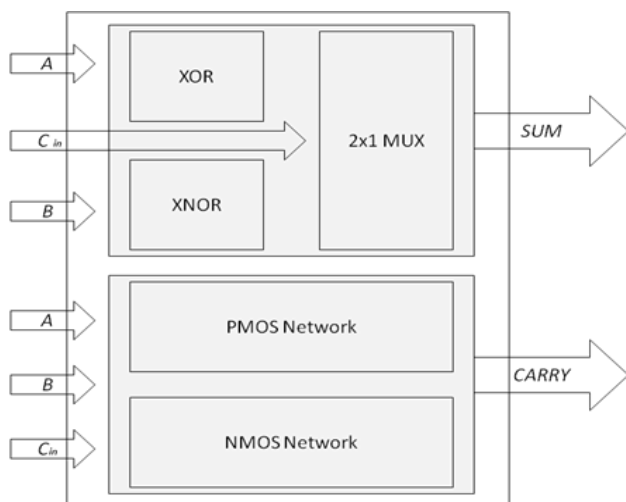 A
XOR
C in
2x1 MUX
SUM
B
XNOR
A
PMOS Network
B
CARRY
Cin
NMOS Network